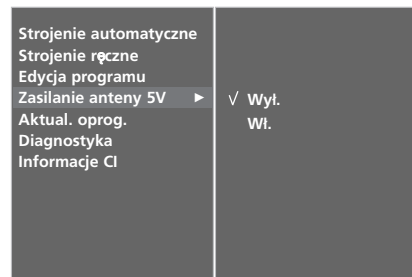 Strojenie automatyczne
Strojenie ręczne
Edycja programu
Zasilanie anteny 5V ►
√ Wył.
Wł.
Aktual. oprog.
Diagnostyka
Informacje CI